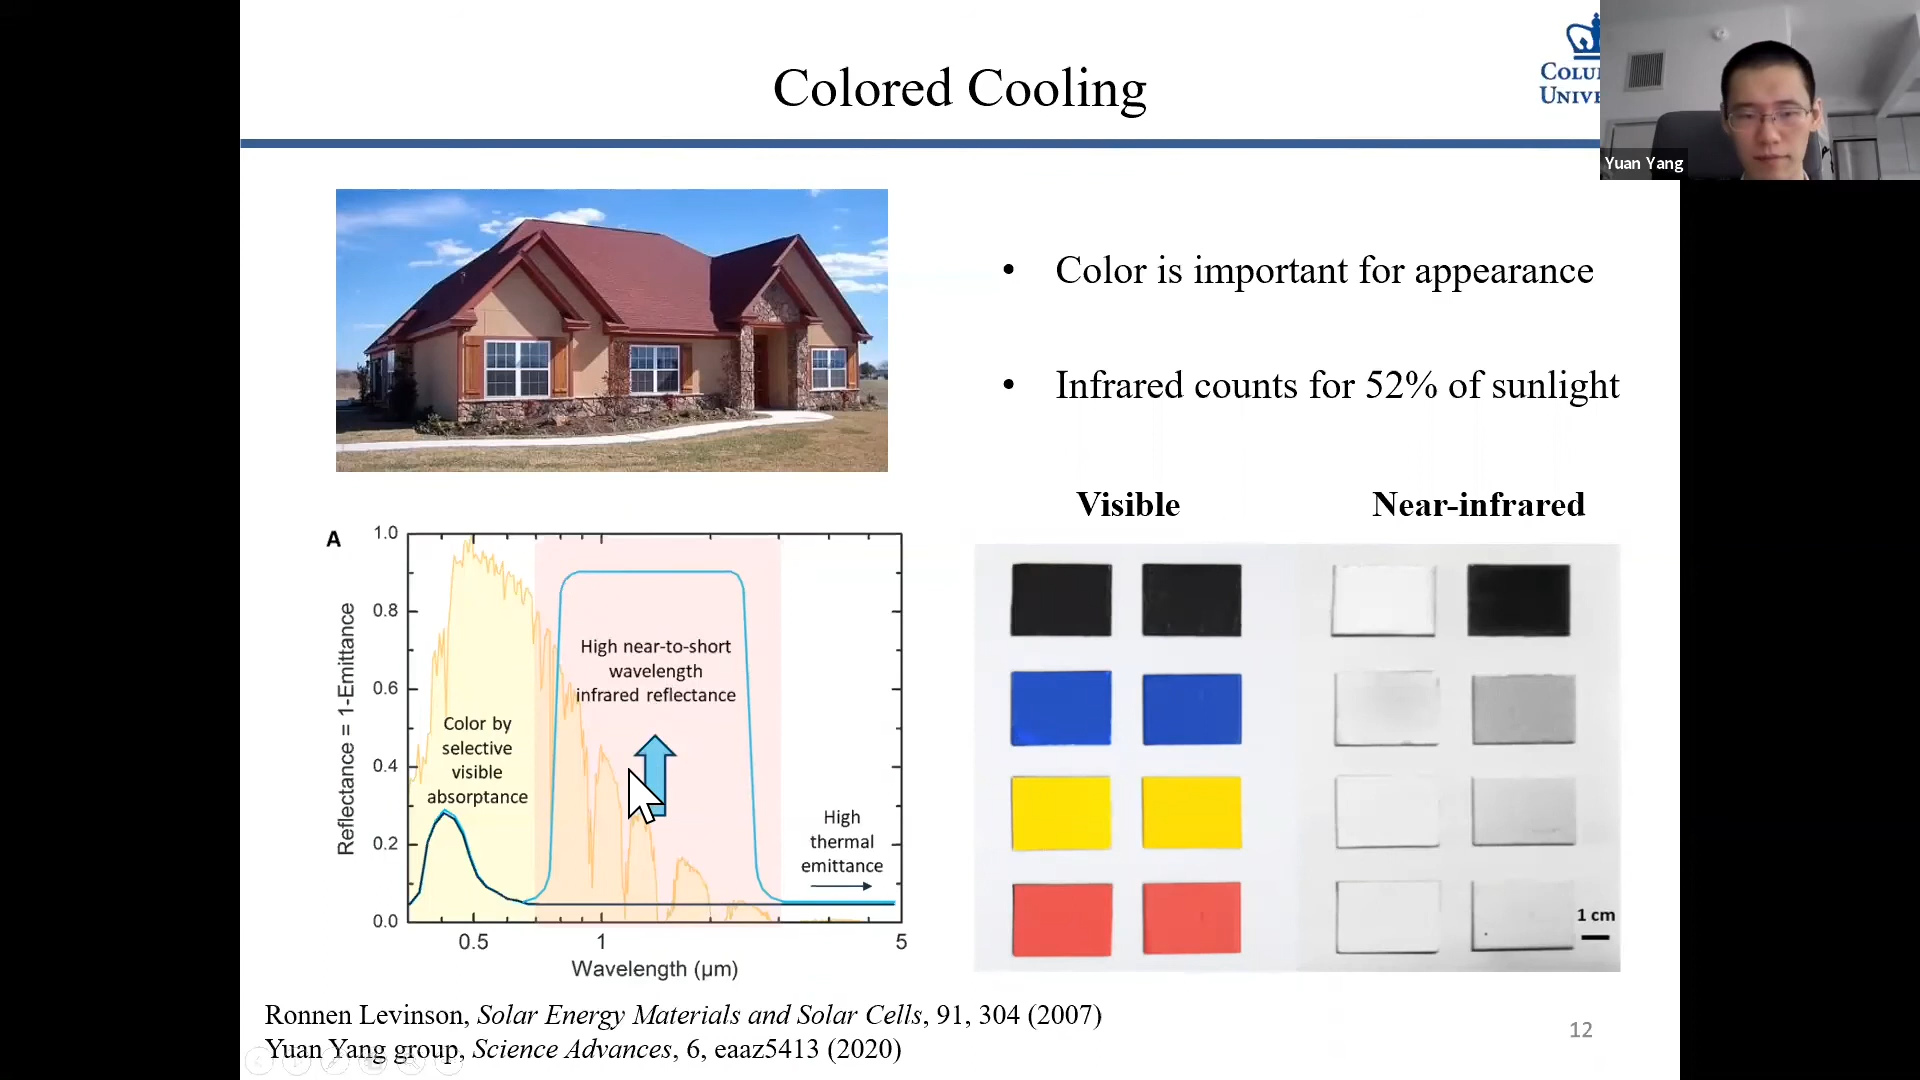 Colored Cooling
COLU
UNIVE
Yuan Yang
• Color is important for appearance
• Infrared counts for 52% of sunlight
A
1.0
0.8
0.6
0.4
0.2
0.0
Reflectance = 1-Emittance
Color by
selective
visible
absorptance
High near-to-short
wavelength
infrared reflectance
High
thermal
emittance
0.5
1
5
Wavelength (μm)
Visible
Near-infrared
1 cm
Ronnen Levinson, Solar Energy Materials and Solar Cells, 91, 304 (2007)
Yuan Yang group, Science Advances, 6, eaaz5413 (2020)
12